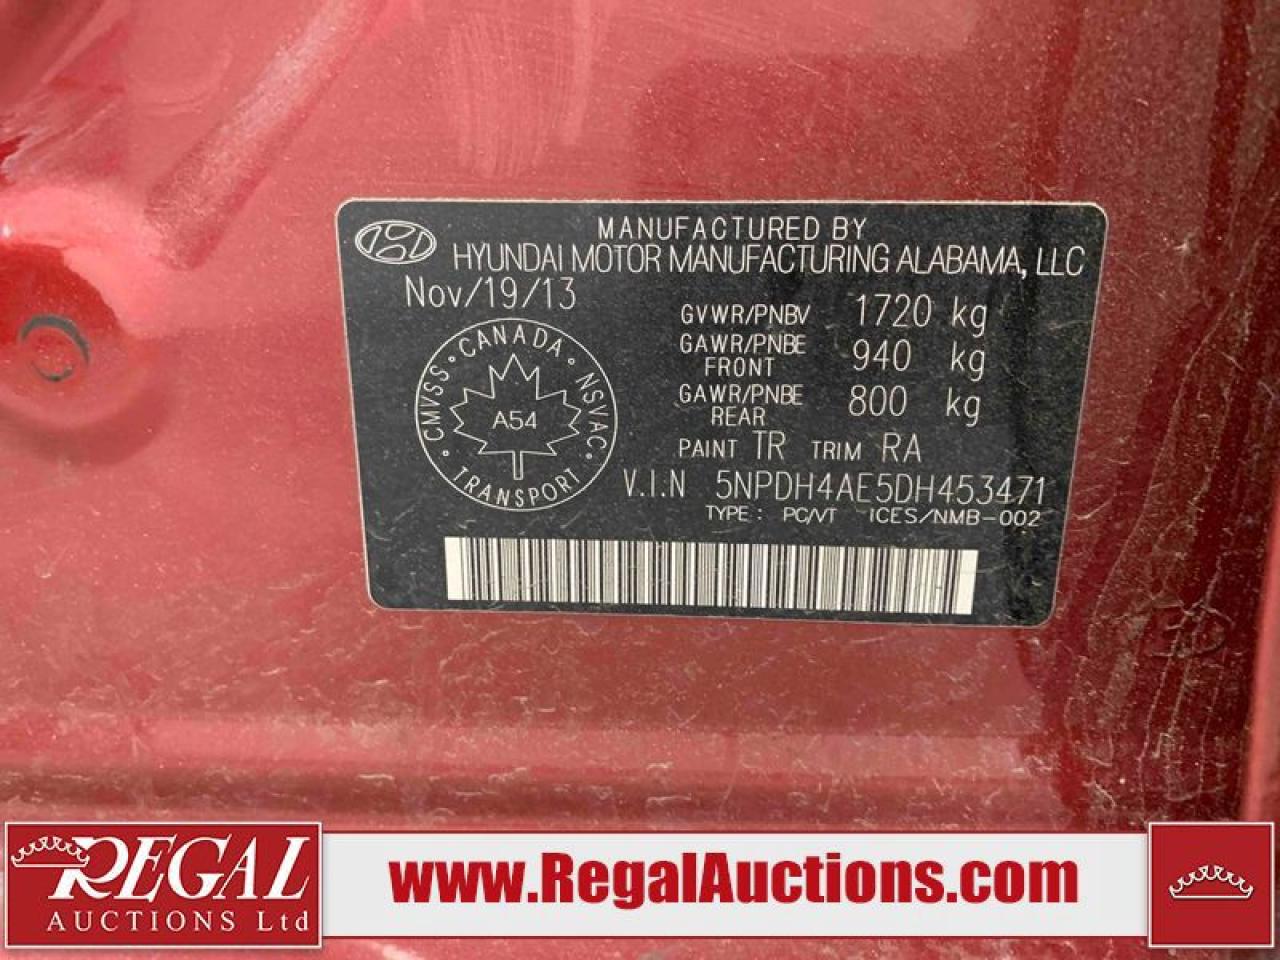 MANUFACTURED BY
HYUNDAI MOTOR MANUFACTURING ALABAMA, LLC
Nov/19/13
GVWR/PNBV 1720 kg
GAWR/PNBE FRONT 940 kg
GAWR/PNBE REAR 800 kg
PAINT TR TRIM RA
V.I.N 5NPDH4AE5DH453471
TYPE: PC/VT ICES/NMB-002
CANADA
CMVSS NSVAC
A54
TRANSPORT
REGAL
AUCTIONS Ltd
www.RegalAuctions.com